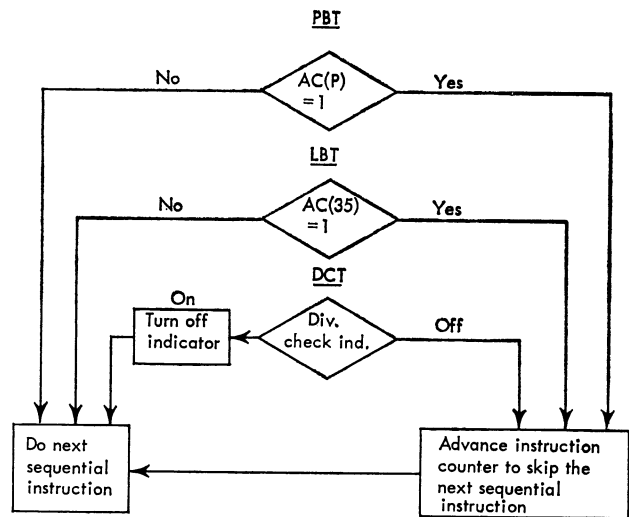 PBT
No
AC(P)
=1
Yes
LBT
No
AC(35)
=1
Yes
DCT
On
Turn off
indicator
Div.
check ind.
Off
Do next
sequential
instruction
Advance instruction
counter to skip the
next sequential
instruction